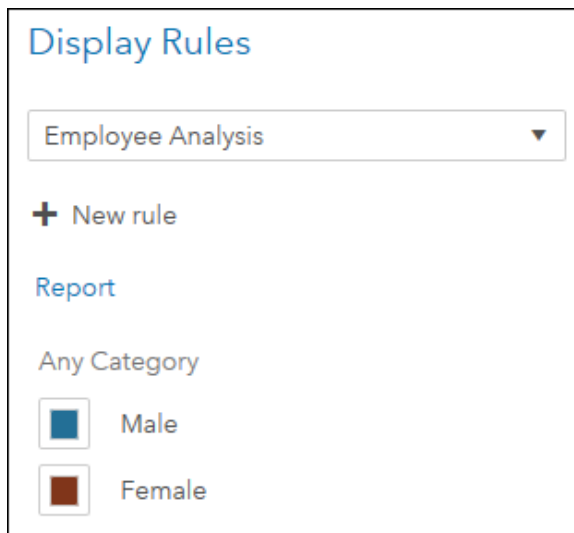 Display Rules
Employee Analysis
New rule
Report
Any Category
Male
Female